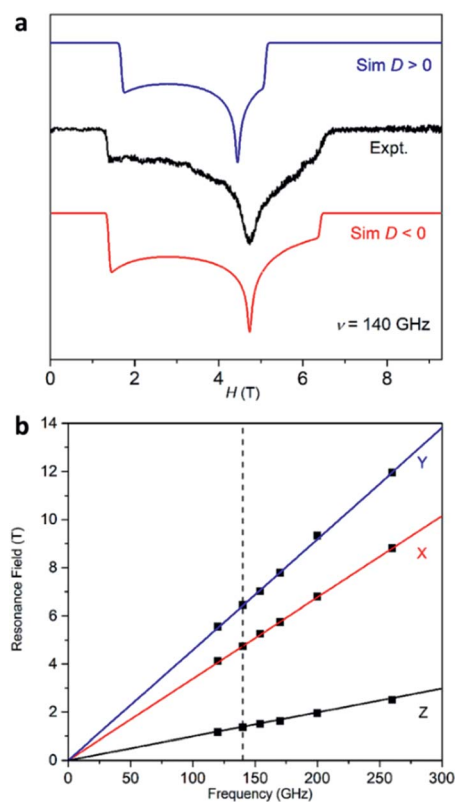 a
Sim D > 0
Expt.
Sim D < 0
ν = 140 GHz
0 2 4 6 8
H (T)
b
14
12
10
8
6
4
2
0
Resonance Field (T)
Y
X
Z
0 50 100 150 200 250 300
Frequency (GHz)